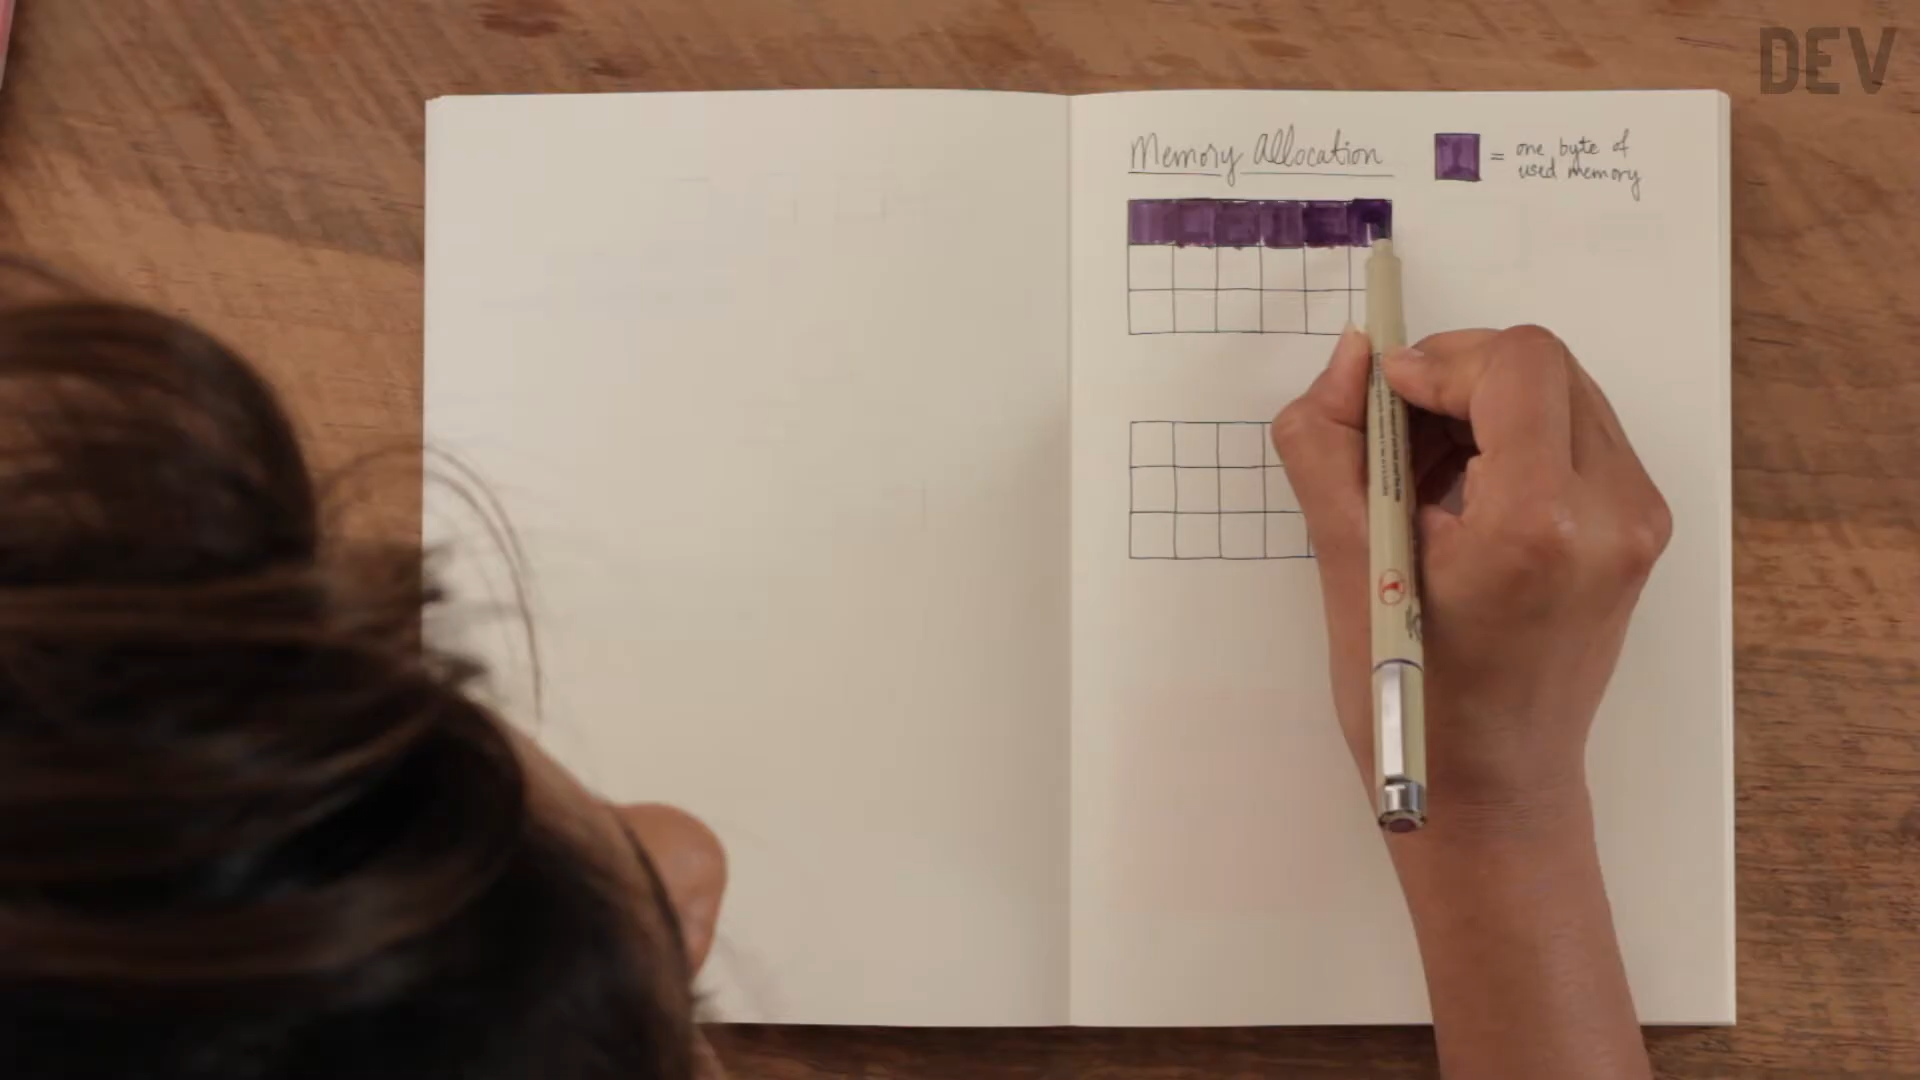 DEV
Memory Allocation
= one byte of
used memory